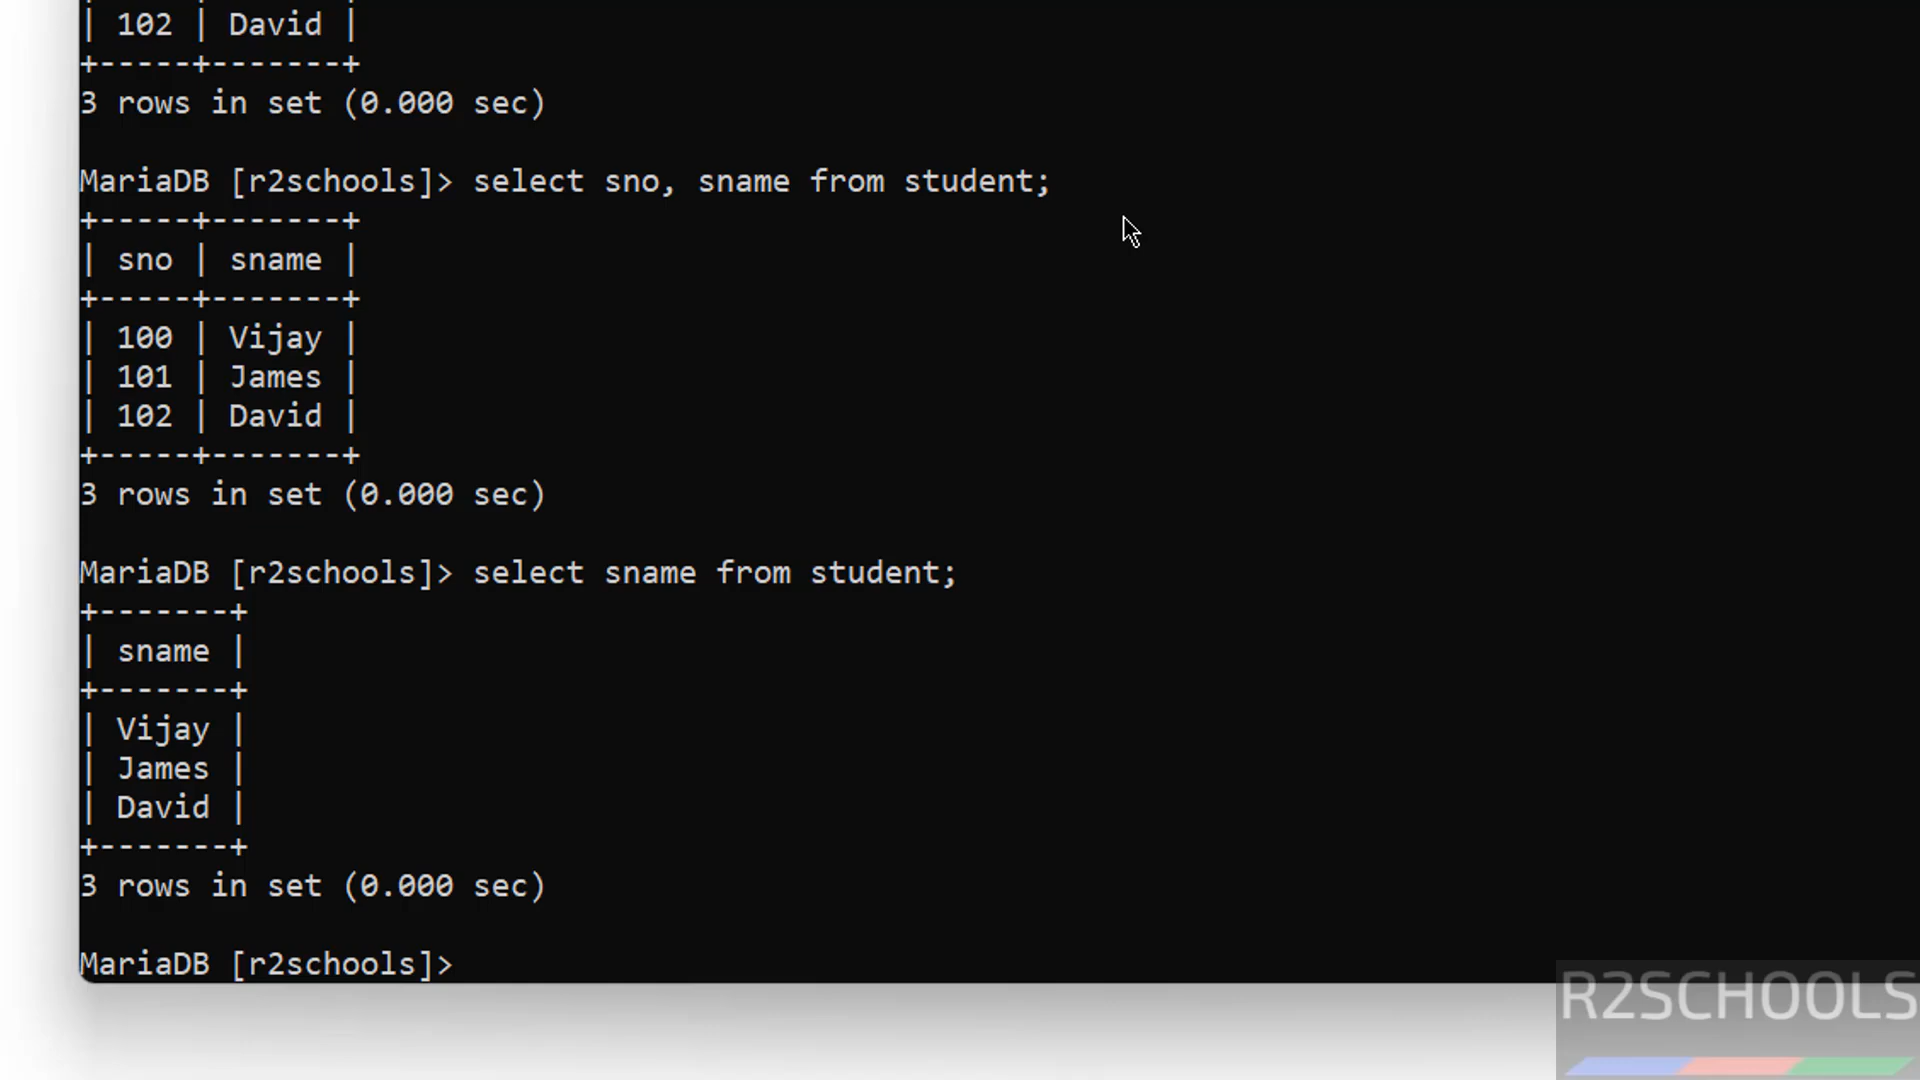 | 102 | David |
+-----+-------+
3 rows in set (0.000 sec)
MariaDB [r2schools]> select sno, sname from student;
+-----+-------+
| sno | sname |
+-----+-------+
| 100 | Vijay |
| 101 | James |
| 102 | David |
+-----+-------+
3 rows in set (0.000 sec)
MariaDB [r2schools]> select sname from student;
+-------+
| sname |
+-------+
| Vijay |
| James |
| David |
+-------+
3 rows in set (0.000 sec)
MariaDB [r2schools]>
R2SCHOOLS